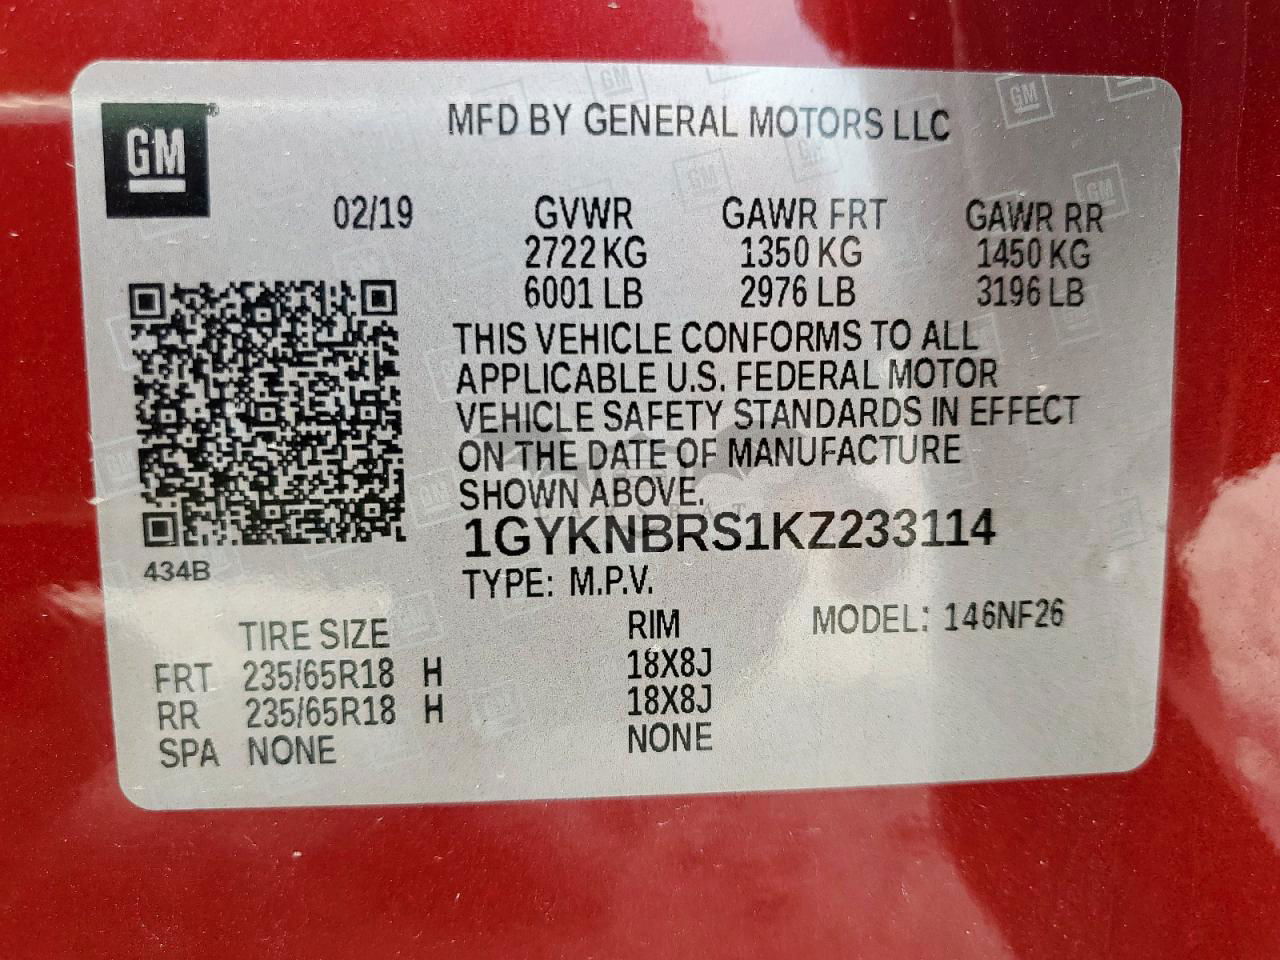 GM
MFD BY GENERAL MOTORS LLC
02/19 GVWR GAWR FRT GAWR RR
2722 KG 1350 KG 1450 KG
6001 LB 2976 LB 3196 LB
THIS VEHICLE CONFORMS TO ALL
APPLICABLE U.S. FEDERAL MOTOR
VEHICLE SAFETY STANDARDS IN EFFECT
ON THE DATE OF MANUFACTURE
SHOWN ABOVE.
1GYKNBRS1KZ233114
434B
TYPE: M.P.V.
TIRE SIZE RIM MODEL: 146NF26
FRT 235/65R18 H 18X8J
RR 235/65R18 H 18X8J
SPA NONE NONE